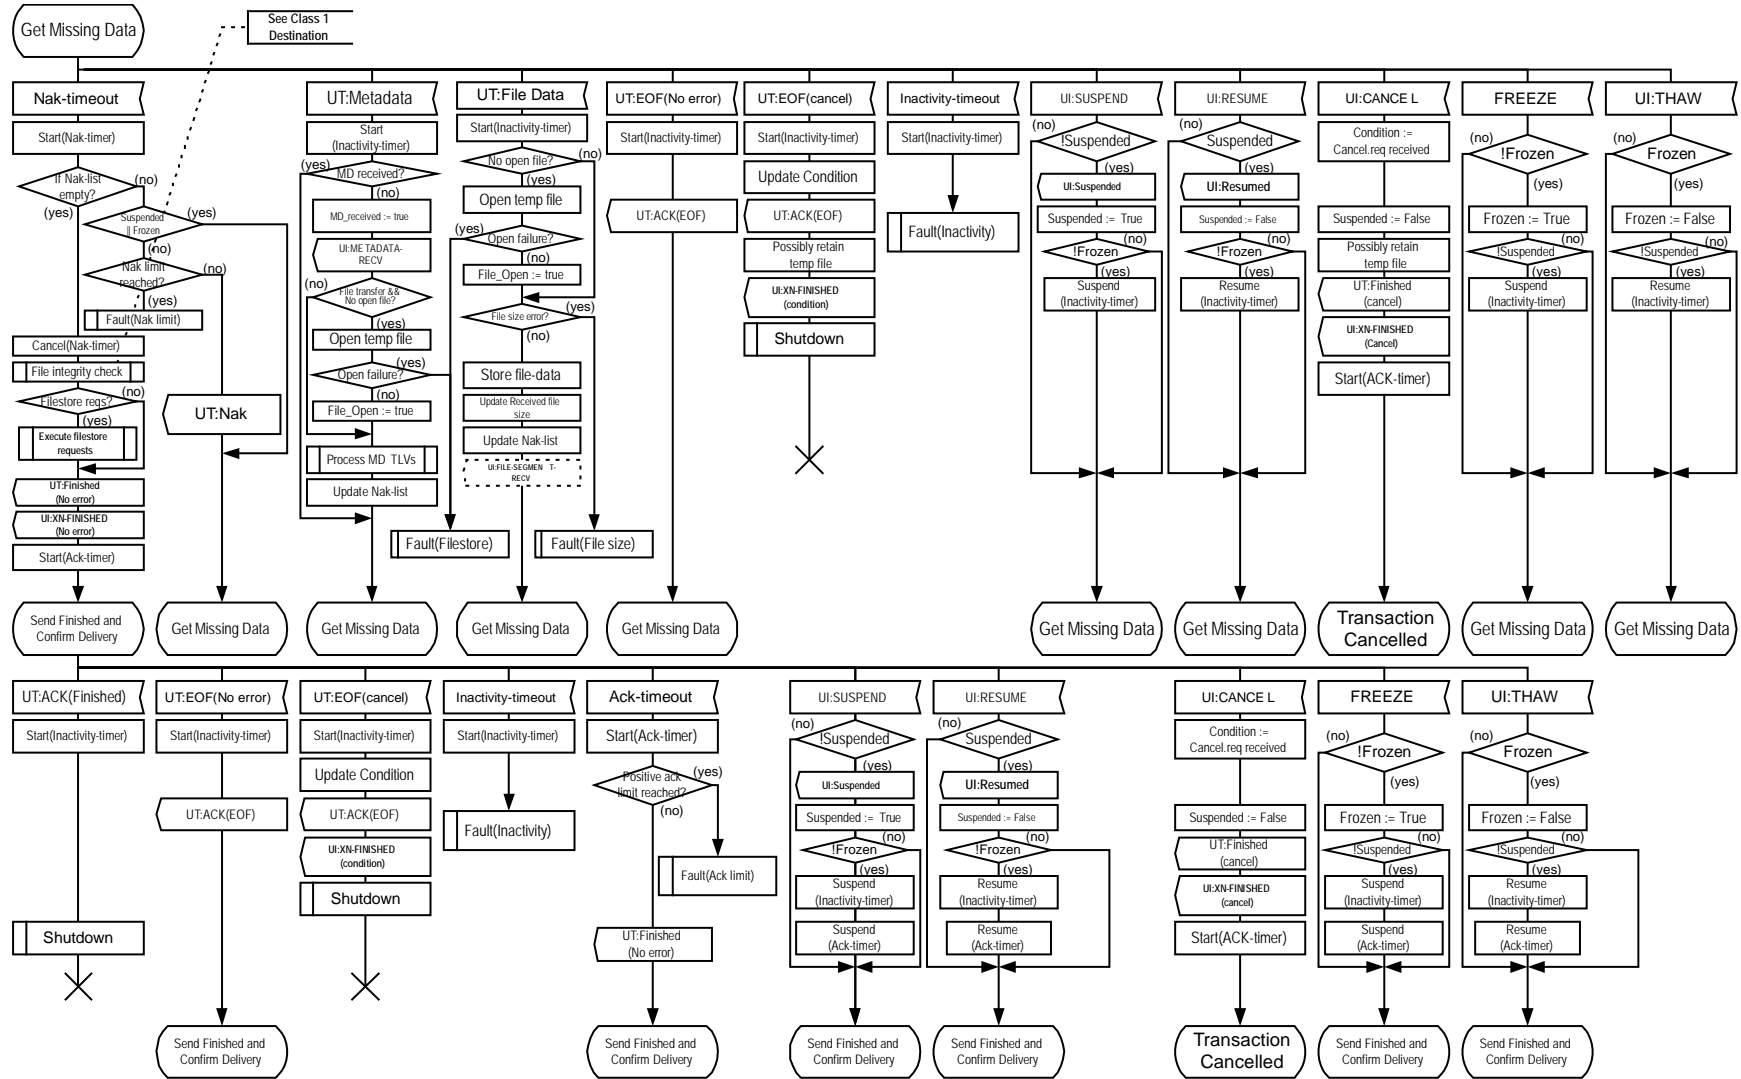 Get Missing Data
See Class 1
Destination
Nak-timeout
Start(Nak-timer)
If Nak-list
empty?
(no)
(yes)
Suspended
|| Frozen
(yes)
(no)
Nak limit
reached?
(no)
(yes)
Fault(Nak limit)
Cancel(Nak-timer)
File integrity check
Filestore reqs?
(no)
(yes)
Execute filestore
requests
UT:Finished
(No error)
UI:XN-FINISHED
(No error)
Start(Ack-timer)
Send Finished and
Confirm Delivery
UT:Nak
Get Missing Data
UT:Metadata
Start
(Inactivity-timer)
(yes)
MD received?
(no)
MD_received := true
UI:ME TADATA-
RECV
(no)
File transfer &&
No open file?
(yes)
Open temp file
(yes)
Open failure?
(no)
File_Open := true
Process MD TLVs
Update Nak-list
Get Missing Data
UT:File Data
Start(Inactivity-timer)
No open file?
(no)
(yes)
Open temp file
(yes)
Open failure?
(no)
File_Open := true
(yes)
File size error?
(no)
Store file-data
Update Received file
size
Update Nak-list
UI:FILE-SEGMEN T-
RECV
Fault(Filestore)
Fault(File size)
Get Missing Data
UT:EOF(No error)
Start(Inactivity-timer)
UT:ACK(EOF)
Get Missing Data
UT:EOF(cancel)
Start(Inactivity-timer)
Update Condition
UT:ACK(EOF)
Possibly retain
temp file
UI:XN-FINISHED
(condition)
Shutdown
Inactivity-timeout
Start(Inactivity-timer)
Fault(Inactivity)
UI:SUSPEND
(no)
!Suspended
(yes)
UI:Suspended
Suspended := True
!Frozen
(no)
(yes)
Suspend
(Inactivity-timer)
Get Missing Data
UI:RESUME
(no)
Suspended
(yes)
UI:Resumed
Suspended := False
!Frozen
(no)
(yes)
Resume
(Inactivity-timer)
Get Missing Data
UI:CANCE L
Condition :=
Cancel.req received
Suspended := False
Possibly retain
temp file
UT:Finished
(cancel)
UI:XN-FINISHED
(Cancel)
Start(ACK-timer)
Transaction
Cancelled
FREEZE
(no)
!Frozen
(yes)
Frozen := True
!Suspended
(no)
(yes)
Suspend
(Inactivity-timer)
Get Missing Data
UI:THAW
(no)
Frozen
(yes)
Frozen := False
!Suspended
(no)
(yes)
Resume
(Inactivity-timer)
Get Missing Data
UT:ACK(Finished)
Start(Inactivity-timer)
Shutdown
UT:EOF(No error)
Start(Inactivity-timer)
UT:ACK(EOF)
Send Finished and
Confirm Delivery
UT:EOF(cancel)
Start(Inactivity-timer)
Update Condition
UT:ACK(EOF)
UI:XN-FINISHED
(condition)
Shutdown
Inactivity-timeout
Start(Inactivity-timer)
Fault(Inactivity)
Ack-timeout
Start(Ack-timer)
Positive ack
limit reached?
(yes)
(no)
Fault(Ack limit)
UT:Finished
(No error)
Send Finished and
Confirm Delivery
UI:SUSPEND
(no)
!Suspended
(yes)
UI:Suspended
Suspended := True
!Frozen
(no)
(yes)
Suspend
(Inactivity-timer)
Suspend
(Ack-timer)
Send Finished and
Confirm Delivery
UI:RESUME
(no)
Suspended
(yes)
UI:Resumed
Suspended := False
!Frozen
(no)
(yes)
Resume
(Inactivity-timer)
Resume
(Ack-timer)
Send Finished and
Confirm Delivery
UI:CANCE L
Condition :=
Cancel.req received
Suspended := False
UT:Finished
(cancel)
UI:XN-FINISHED
(cancel)
Start(ACK-timer)
Transaction
Cancelled
FREEZE
(no)
!Frozen
(yes)
Frozen := True
!Suspended
(no)
(yes)
Suspend
(Inactivity-timer)
Suspend
(Ack-timer)
Send Finished and
Confirm Delivery
UI:THAW
(no)
Frozen
(yes)
Frozen := False
!Suspended
(no)
(yes)
Resume
(Inactivity-timer)
Resume
(Ack-timer)
Send Finished and
Confirm Delivery